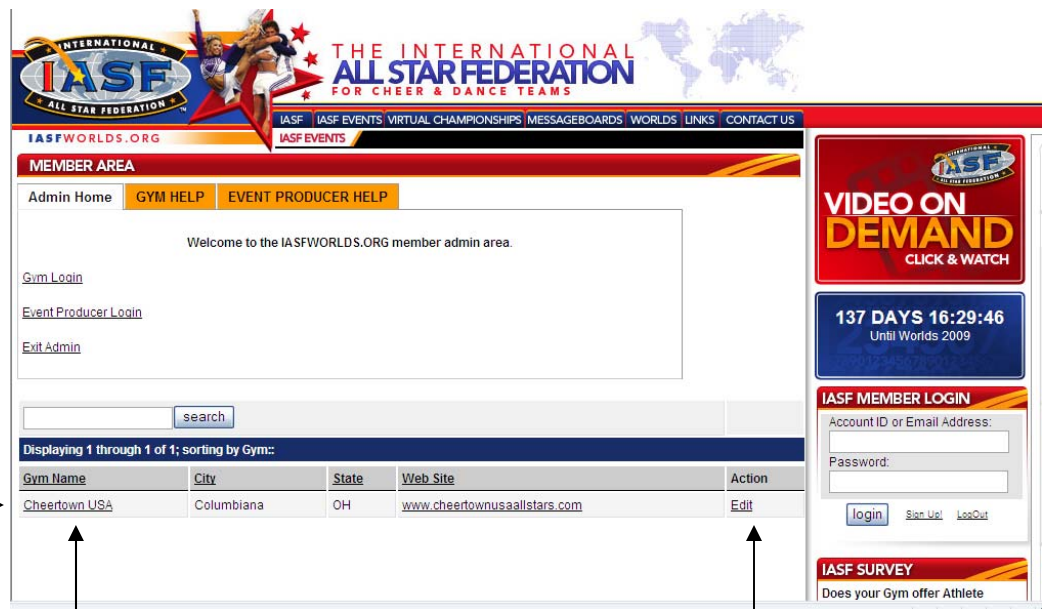 INTERNATIONAL
IASF
ALL STAR FEDERATION
THE INTERNATIONAL
ALL STAR FEDERATION
FOR CHEER & DANCE TEAMS
IASF IASF EVENTS VIRTUAL CHAMPIONSHIPS MESSAGEBOARDS WORLDS LINKS CONTACT US
IASFWORLDS.ORG
IASF EVENTS
MEMBER AREA
Admin Home GYM HELP EVENT PRODUCER HELP
Welcome to the IASFWORLDS.ORG member admin area.
Gym Login
Event Producer Login
Exit Admin
search
Displaying 1 through 1 of 1; sorting by Gym::
Gym Name City State Web Site Action
Cheertown USA Columbiana OH www.cheertownusaallstars.com Edit
IASF
VIDEO ON
DEMAND
CLICK & WATCH
137 DAYS 16:29:46
Until Worlds 2009
IASF MEMBER LOGIN
Account ID or Email Address:
Password:
login Sign Up! LogOut
IASF SURVEY
Does your Gym offer Athlete